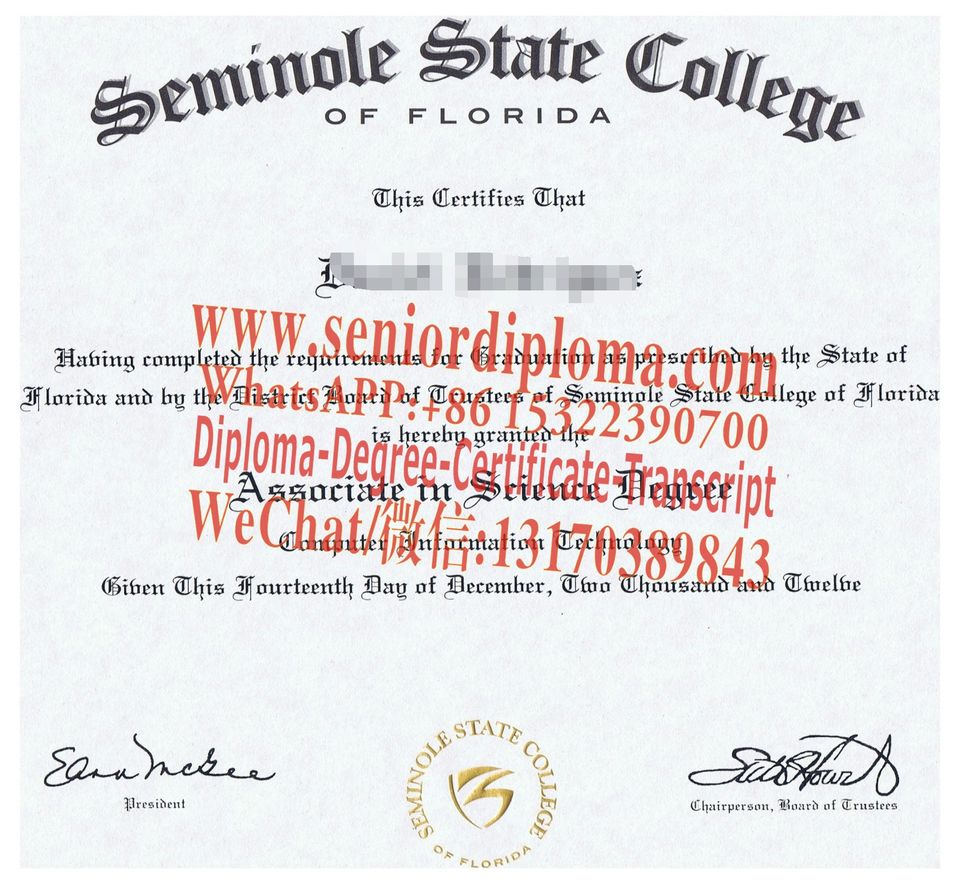 Seminole State College
OF FLORIDA
This Certifies That
www.seniordiploma.com
Having completed the requirements for Graduation as prescribed by the State of
WhatsAPP:+86 15322390700
Florida and by the District Board of Trustees of Seminole State College of Florida
is hereby granted the
Diploma-Degree-Certificate-Transcript
Associate in Science Degree
WeChat/微信:13170389843
Computer Information Technology
Given This Fourteenth Day of December, Two Thousand and Twelve
President
Chairperson, Board of Trustees
SEMINOLE STATE COLLEGE
OF FLORIDA